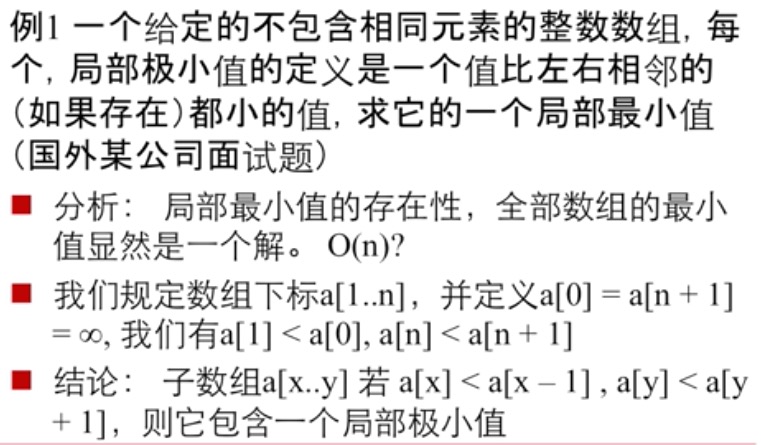 例1 一个给定的不包含相同元素的整数数组, 每
个, 局部极小值的定义是一个值比左右相邻的
(如果存在)都小的值, 求它的一个局部最小值
(国外某公司面试题)
■ 分析： 局部最小值的存在性，全部数组的最小
值显然是一个解。 O(n)?
■ 我们规定数组下标a[1..n]，并定义a[0] = a[n + 1]
= ∞, 我们有a[1] < a[0], a[n] < a[n + 1]
■ 结论： 子数组a[x..y] 若 a[x] < a[x – 1] , a[y] < a[y
+ 1]，则它包含一个局部极小值